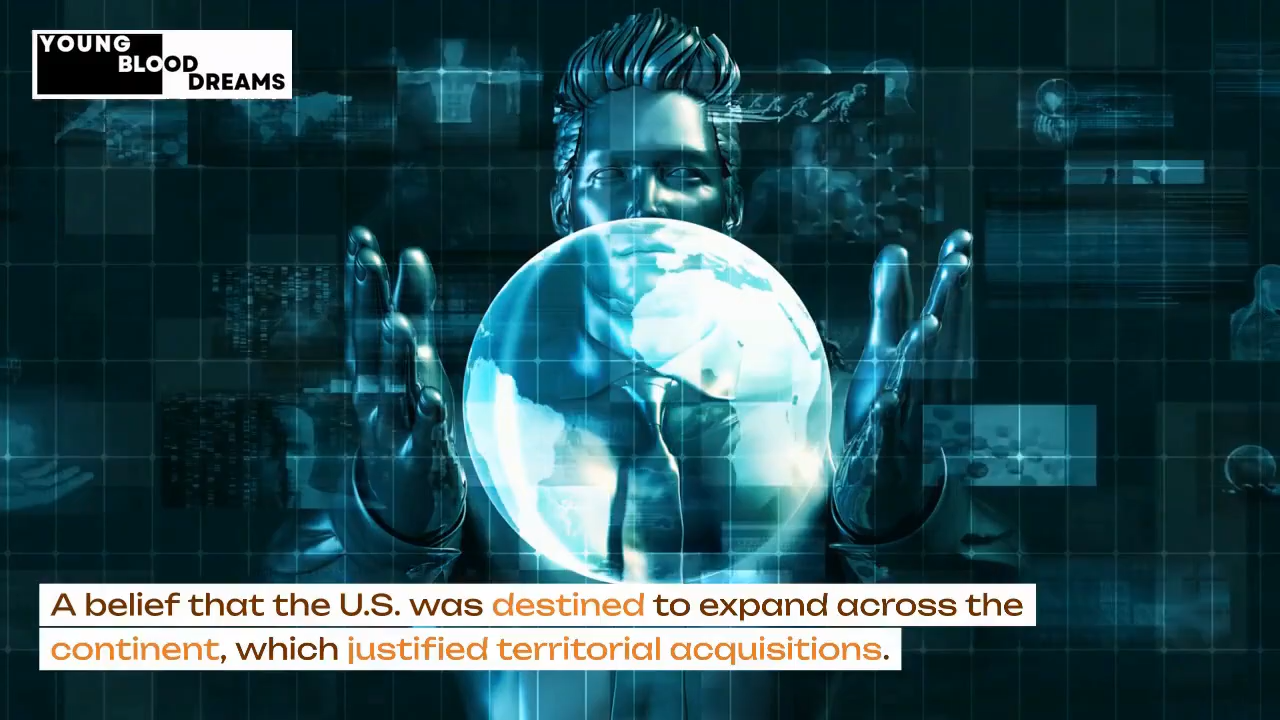 YOUNG
BLOOD
DREAMS
A belief that the U.S. was destined to expand across the
continent, which justified territorial acquisitions.